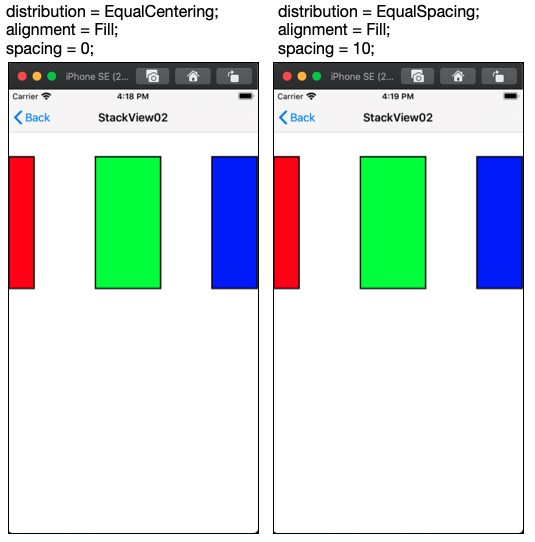 distribution = EqualCentering;
alignment = Fill;
spacing = 0;
iPhone SE (2...
Carrier
4:18 PM
Back
StackView02
distribution = EqualSpacing;
alignment = Fill;
spacing = 10;
iPhone SE (2...
Carrier
4:19 PM
Back
StackView02